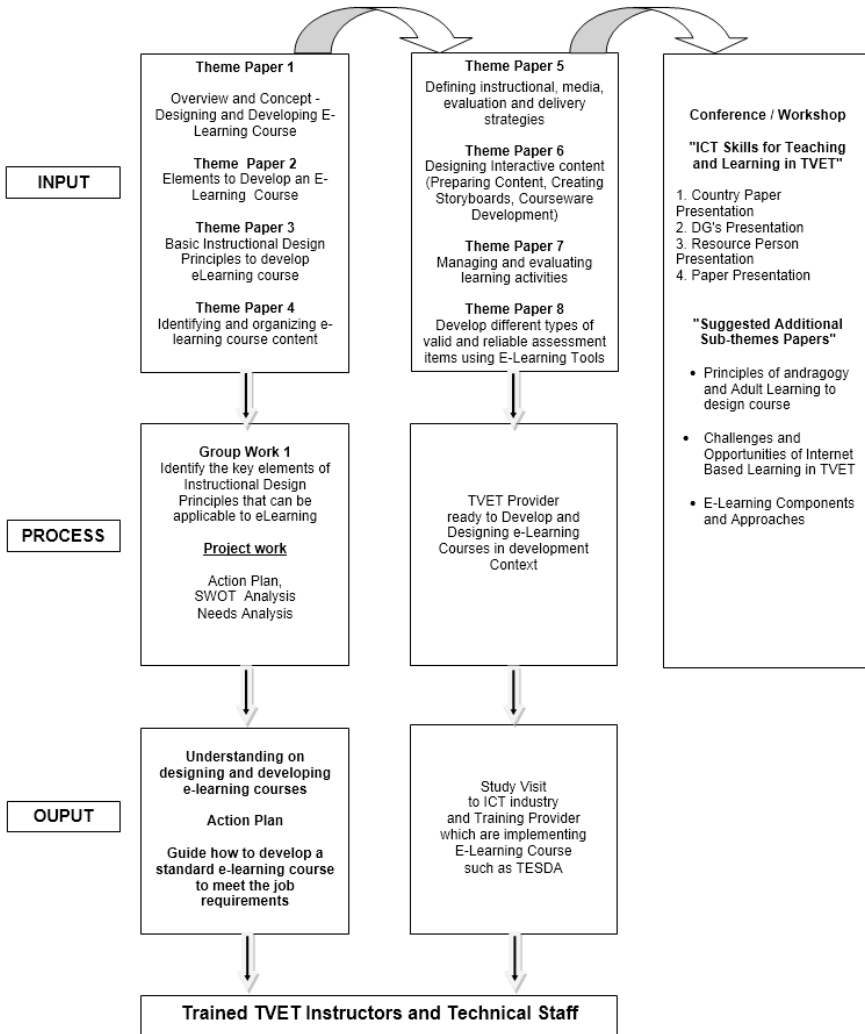 INPUT
Theme Paper 1
Overview and Concept -
Designing and Developing E-
Learning Course
Theme Paper 2
Elements to Develop an E-
Learning Course
Theme Paper 3
Basic Instructional Design
Principles to develop
eLearning course
Theme Paper 4
Identifying and organizing e-
learning course content
Theme Paper 5
Defining instructional, media,
evaluation and delivery
strategies
Theme Paper 6
Designing Interactive content
(Preparing Content, Creating
Storyboards, Courseware
Development)
Theme Paper 7
Managing and evaluating
learning activities
Theme Paper 8
Develop different types of
valid and reliable assessment
items using E-Learning Tools
Conference / Workshop
"ICT Skills for Teaching
and Learning in TVET"
1. Country Paper
Presentation
2. DG's Presentation
3. Resource Person
Presentation
4. Paper Presentation
"Suggested Additional
Sub-themes Papers"
• Principles of andragogy
and Adult Learning to
design course
• Challenges and
Opportunities of Internet
Based Learning in TVET
• E-Learning Components
and Approaches
PROCESS
Group Work 1
Identify the key elements of
Instructional Design
Principles that can be
applicable to eLearning
Project work
Action Plan,
SWOT Analysis
Needs Analysis
TVET Provider
ready to Develop and
Designing e-Learning
Courses in development
Context
OUPUT
Understanding on
designing and developing
e-learning courses
Action Plan
Guide how to develop a
standard e-learning course
to meet the job
requirements
Study Visit
to ICT industry
and Training Provider
which are implementing
E-Learning Course
such as TESDA
Trained TVET Instructors and Technical Staff